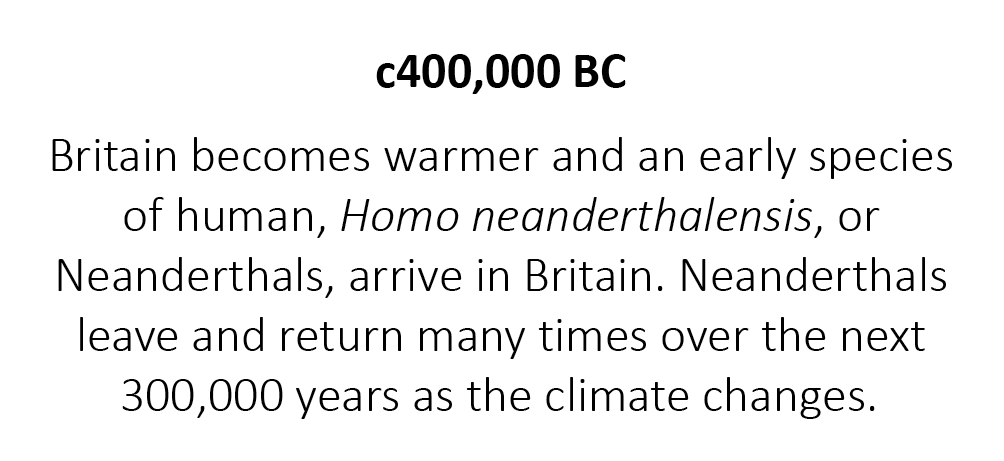 c400,000 BC
Britain becomes warmer and an early species
of human, Homo neanderthalensis, or
Neanderthals, arrive in Britain. Neanderthals
leave and return many times over the next
300,000 years as the climate changes.